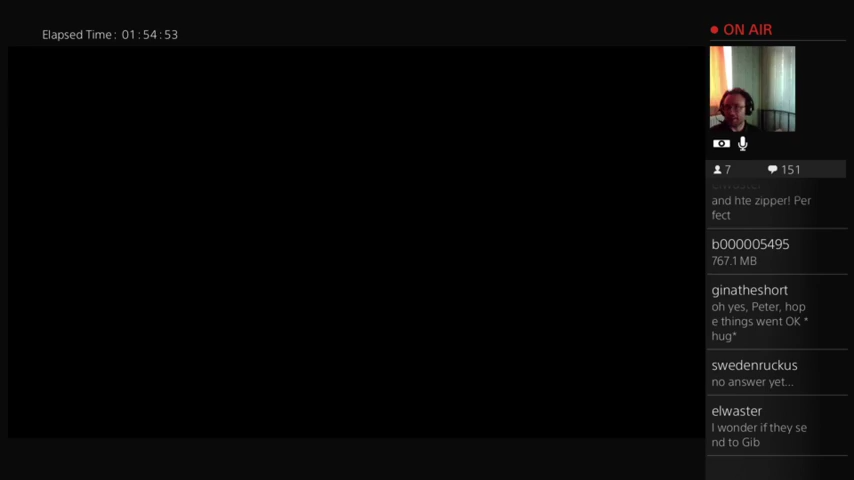 Elapsed Time: 01:54:53
ON AIR
7 151
and hte zipper! Per
fect
b000005495
767.1 MB
ginatheshort
oh yes, Peter, hop
e things went OK *
hug*
swedenruckus
no answer yet...
elwaster
I wonder if they se
nd to Gib